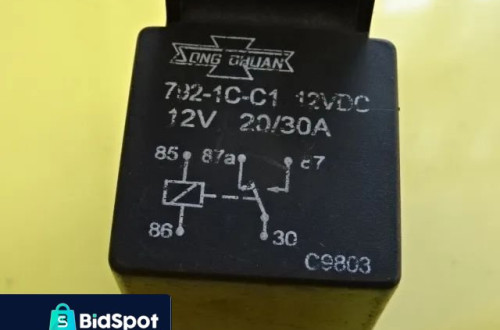 SONG CHUAN
792-1C-C1 12VDC
12V 20/30A
85 87a 87
86 30
C9803
BidSpot